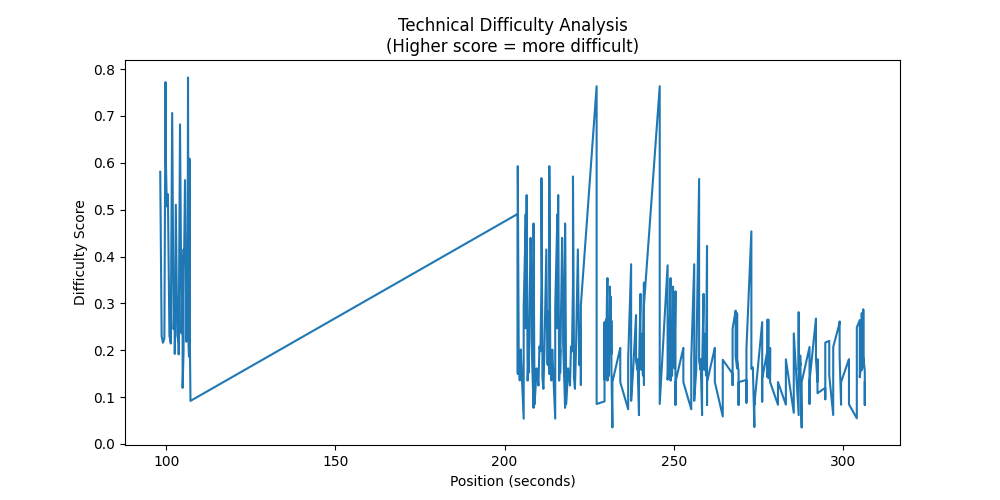 Technical Difficulty Analysis
(Higher score = more difficult)
Difficulty Score
0.8
0.7
0.6
0.5
0.4
0.3
0.2
0.1
0.0
100 150 200 250 300
Position (seconds)